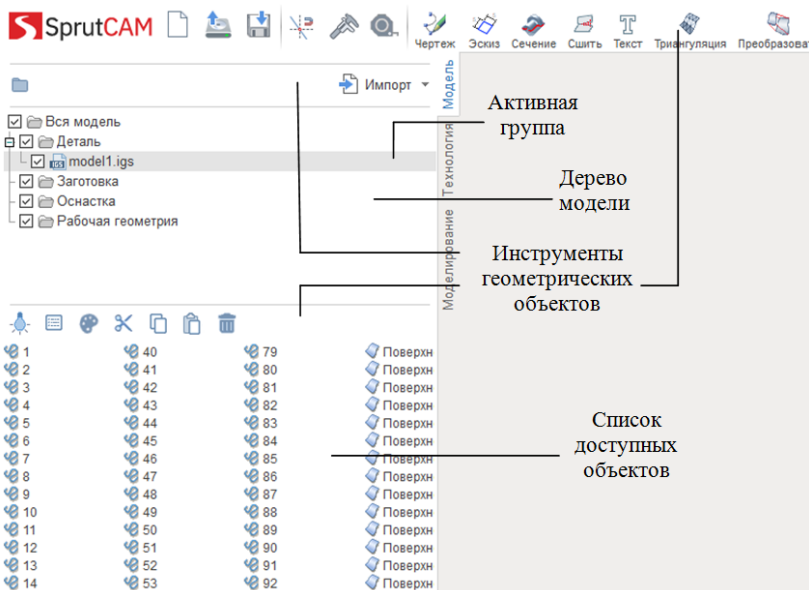 SprutCAM
Чертеж Эскиз Сечение Сшить Текст Триангуляция Преобразова
Импорт
Модель
Технология
Моделирование
Вся модель
Деталь
model1.igs
Заготовка
Оснастка
Рабочая геометрия
Активная
группа
Дерево
модели
Инструменты
геометрических
объектов
Список
доступных
объектов
1 40 79 Поверхн
2 41 80 Поверхн
3 42 81 Поверхн
4 43 82 Поверхн
5 44 83 Поверхн
6 45 84 Поверхн
7 46 85 Поверхн
8 47 86 Поверхн
9 48 87 Поверхн
10 49 88 Поверхн
11 50 89 Поверхн
12 51 90 Поверхн
13 52 91 Поверхн
14 53 92 Поверхн